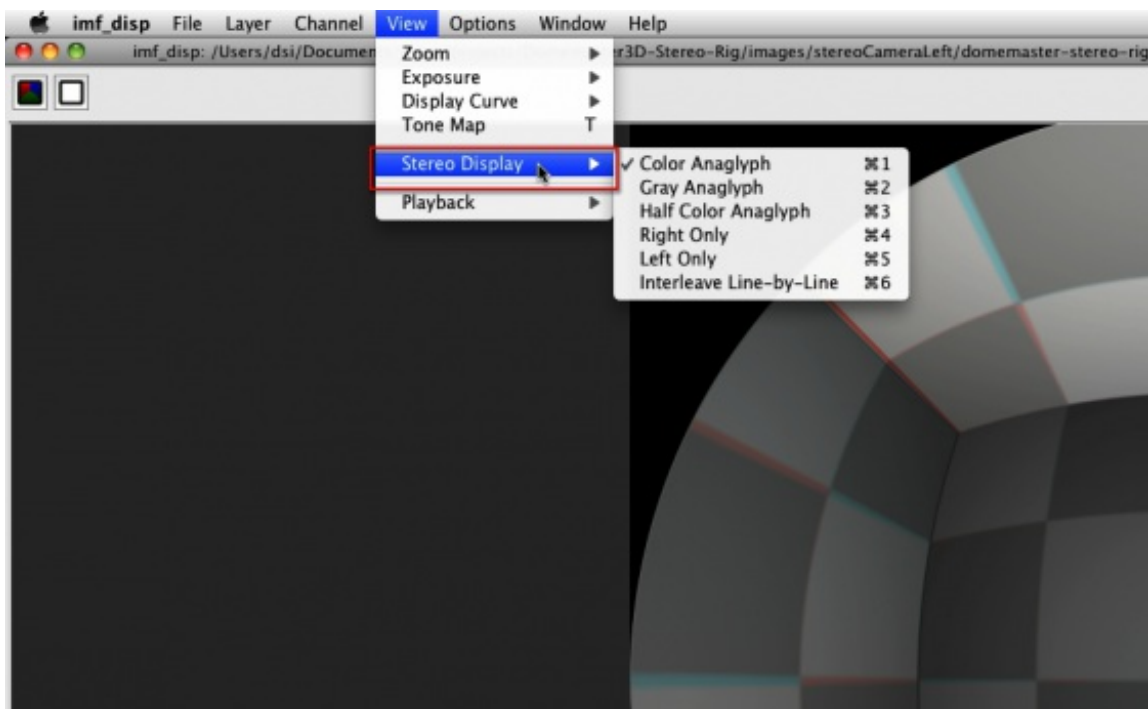 imf_disp File Layer Channel View Options Window Help
imf_disp: /Users/dsi/Documen er3D-Stereo-Rig/images/stereoCameraLeft/domemaster-stereo-rig
Zoom
Exposure
Display Curve
Tone Map T
Stereo Display
Playback
✓ Color Anaglyph ⌘1
Gray Anaglyph ⌘2
Half Color Anaglyph ⌘3
Right Only ⌘4
Left Only ⌘5
Interleave Line-by-Line ⌘6